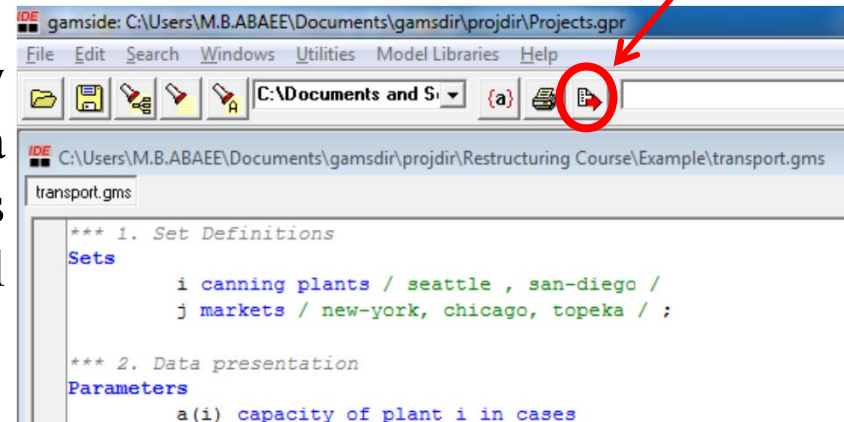 IDE gamside: C:\Users\M.B.ABAEE\Documents\gamsdir\projdir\Projects.gpr
File Edit Search Windows Utilities Model Libraries Help
C:\Documents and S {a}
IDE C:\Users\M.B.ABAEE\Documents\gamsdir\projdir\Restructuring Course\Example\transport.gms
transport.gms
*** 1. Set Definitions
Sets
i canning plants / seattle , san-diego /
j markets / new-york, chicago, topeka / ;
*** 2. Data presentation
Parameters
a(i) capacity of plant i in cases